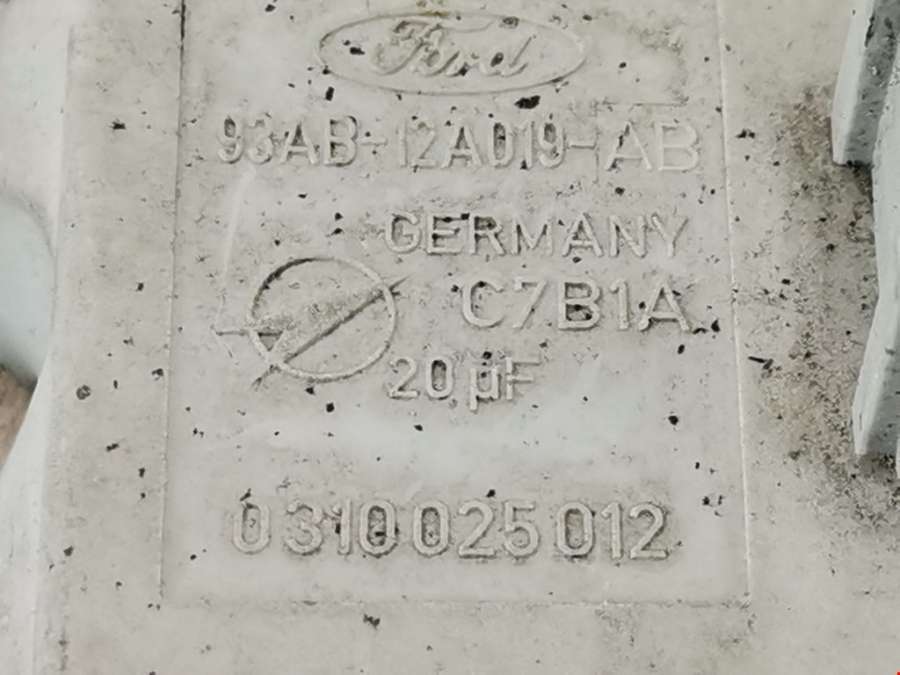 Ford
93AB-12A019-AB
GERMANY
C7B1A
20 µF
0310025012